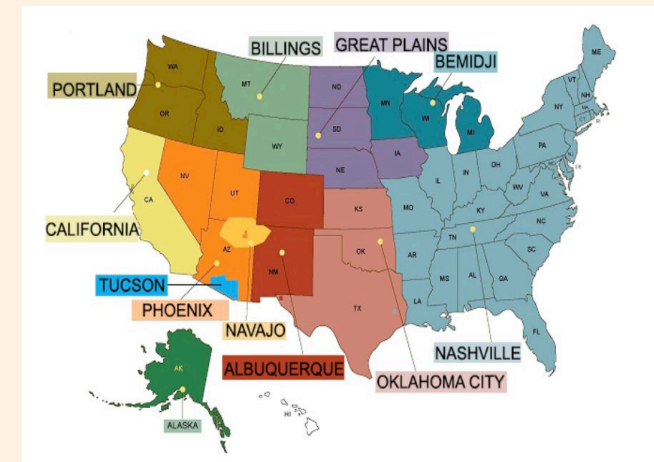 BILLINGS
GREAT PLAINS
BEMIDJI
PORTLAND
WA
MT
ND
MN
ME
VT
NH
OR
ID
SD
WI
MI
NY
WY
NE
IA
PA
CALIFORNIA
CA
NV
UT
CO
KS
MO
IL
IN
OH
WV
VA
KY
NC
TN
AZ
NM
OK
AR
SC
MS
AL
GA
TX
LA
FL
TUCSON
PHOENIX
NAVAJO
ALBUQUERQUE
NASHVILLE
OKLAHOMA CITY
AK
ALASKA
HI